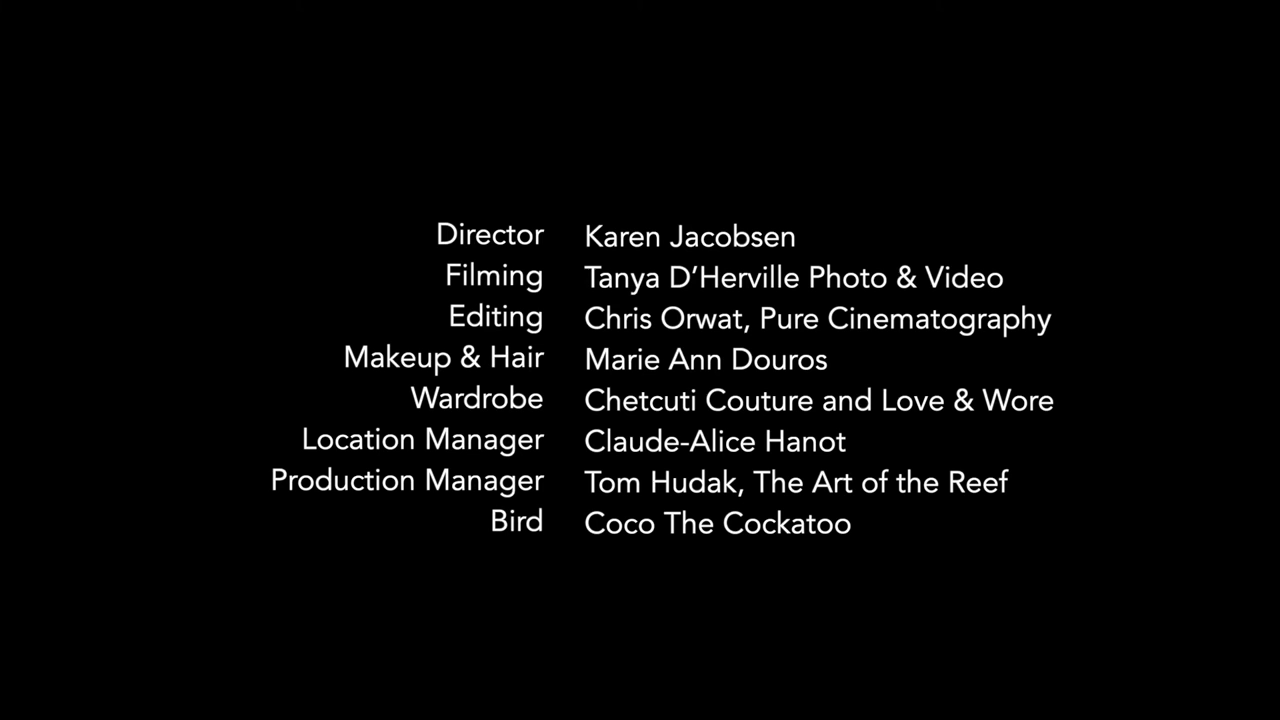 Director Karen Jacobsen
Filming Tanya D’Herville Photo & Video
Editing Chris Orwat, Pure Cinematography
Makeup & Hair Marie Ann Douros
Wardrobe Chetcuti Couture and Love & Wore
Location Manager Claude-Alice Hanot
Production Manager Tom Hudak, The Art of the Reef
Bird Coco The Cockatoo